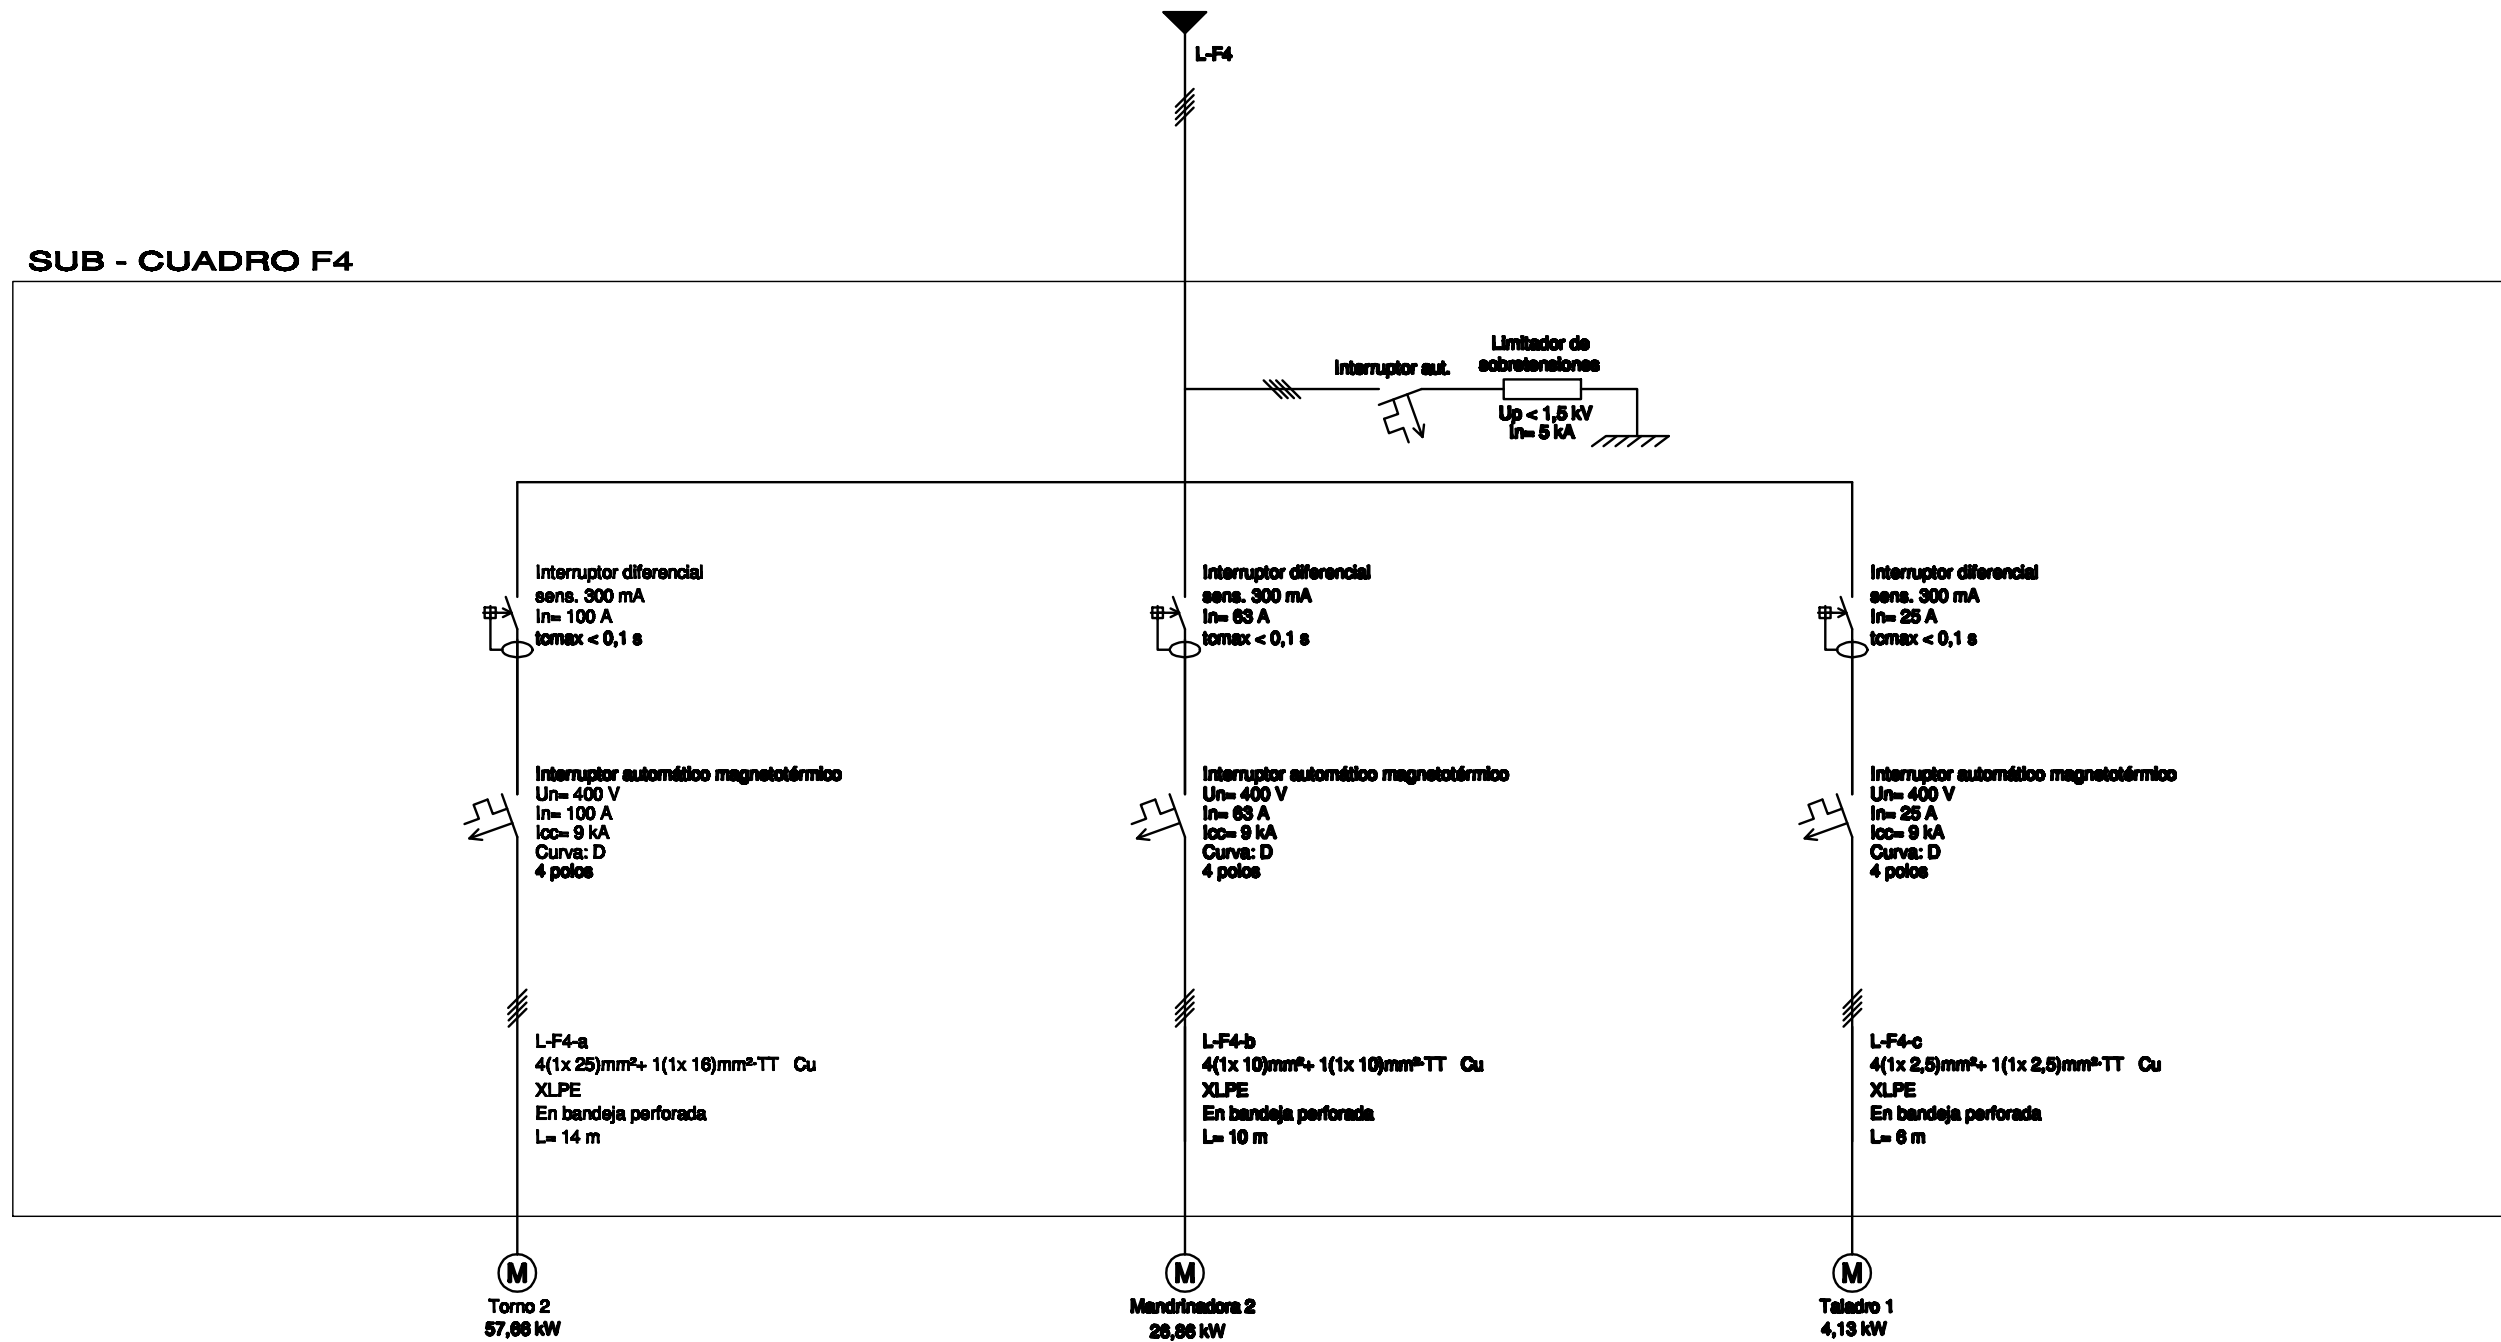 L-F4
SUB - CUADRO F4
Limitador de
sobretensiones
Interruptor aut.
Up < 1,5 kV
In= 5 kA
Interruptor diferencial
sens. 300 mA
In= 100 A
tcmax < 0,1 s
Interruptor diferencial
sens. 300 mA
In= 63 A
tcmax < 0,1 s
Interruptor diferencial
sens. 300 mA
In= 25 A
tcmax < 0,1 s
Interruptor automático magnetotérmico
Un= 400 V
In= 100 A
Icc= 9 kA
Curva: D
4 polos
Interruptor automático magnetotérmico
Un= 400 V
In= 63 A
Icc= 9 kA
Curva: D
4 polos
Interruptor automático magnetotérmico
Un= 400 V
In= 25 A
Icc= 9 kA
Curva: D
4 polos
L-F4-a
4(1x 25)mm²+ 1(1x 16)mm²·TT Cu
XLPE
En bandeja perforada
L= 14 m
L-F4-b
4(1x 10)mm²+ 1(1x 10)mm²·TT Cu
XLPE
En bandeja perforada
L= 10 m
L-F4-c
4(1x 2,5)mm²+ 1(1x 2,5)mm²·TT Cu
XLPE
En bandeja perforada
L= 6 m
M
Torno 2
57,66 kW
M
Mandrinadora 2
26,86 kW
M
Taladro 1
4,13 kW